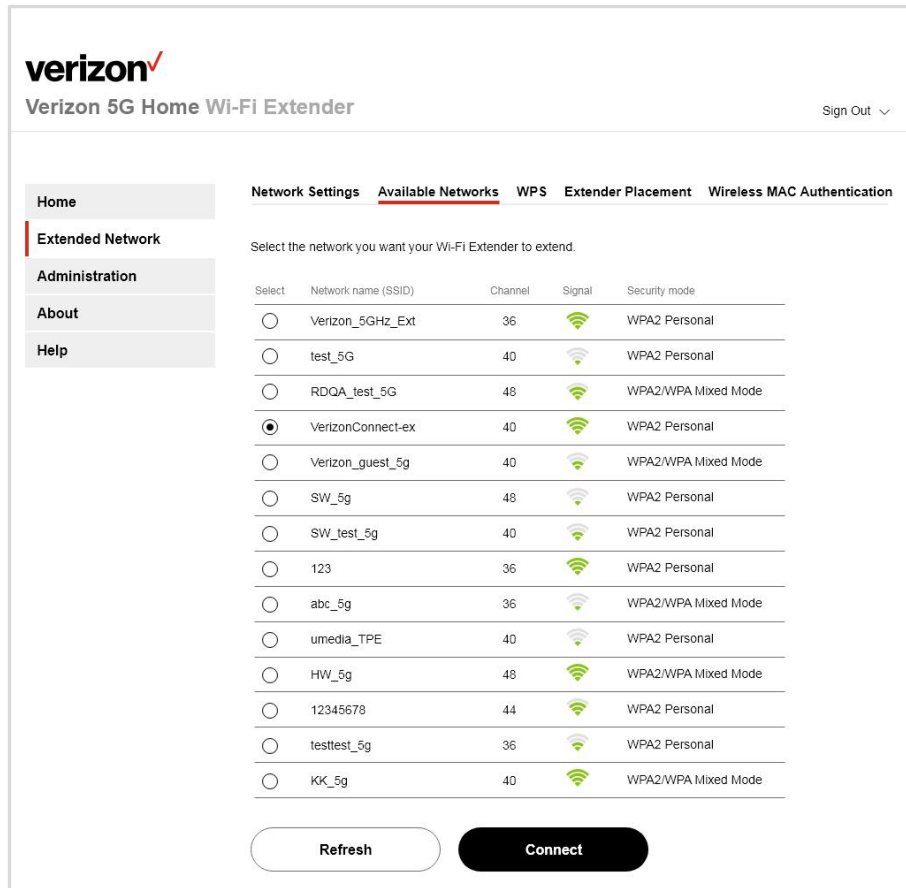 verizon
Verizon 5G Home Wi-Fi Extender
Sign Out
Home
Extended Network
Administration
About
Help
Network Settings Available Networks WPS Extender Placement Wireless MAC Authentication
Select the network you want your Wi-Fi Extender to extend.
Select Network name (SSID) Channel Signal Security mode
Verizon_5GHz_Ext 36 WPA2 Personal
test_5G 40 WPA2 Personal
RDQA_test_5G 48 WPA2/WPA Mixed Mode
VerizonConnect-ex 40 WPA2 Personal
Verizon_guest_5g 40 WPA2/WPA Mixed Mode
SW_5g 48 WPA2 Personal
SW_test_5g 40 WPA2 Personal
123 36 WPA2 Personal
abc_5g 36 WPA2/WPA Mixed Mode
umedia_TPE 40 WPA2 Personal
HW_5g 48 WPA2/WPA Mixed Mode
12345678 44 WPA2 Personal
testtest_5g 36 WPA2 Personal
KK_5g 40 WPA2/WPA Mixed Mode
Refresh Connect